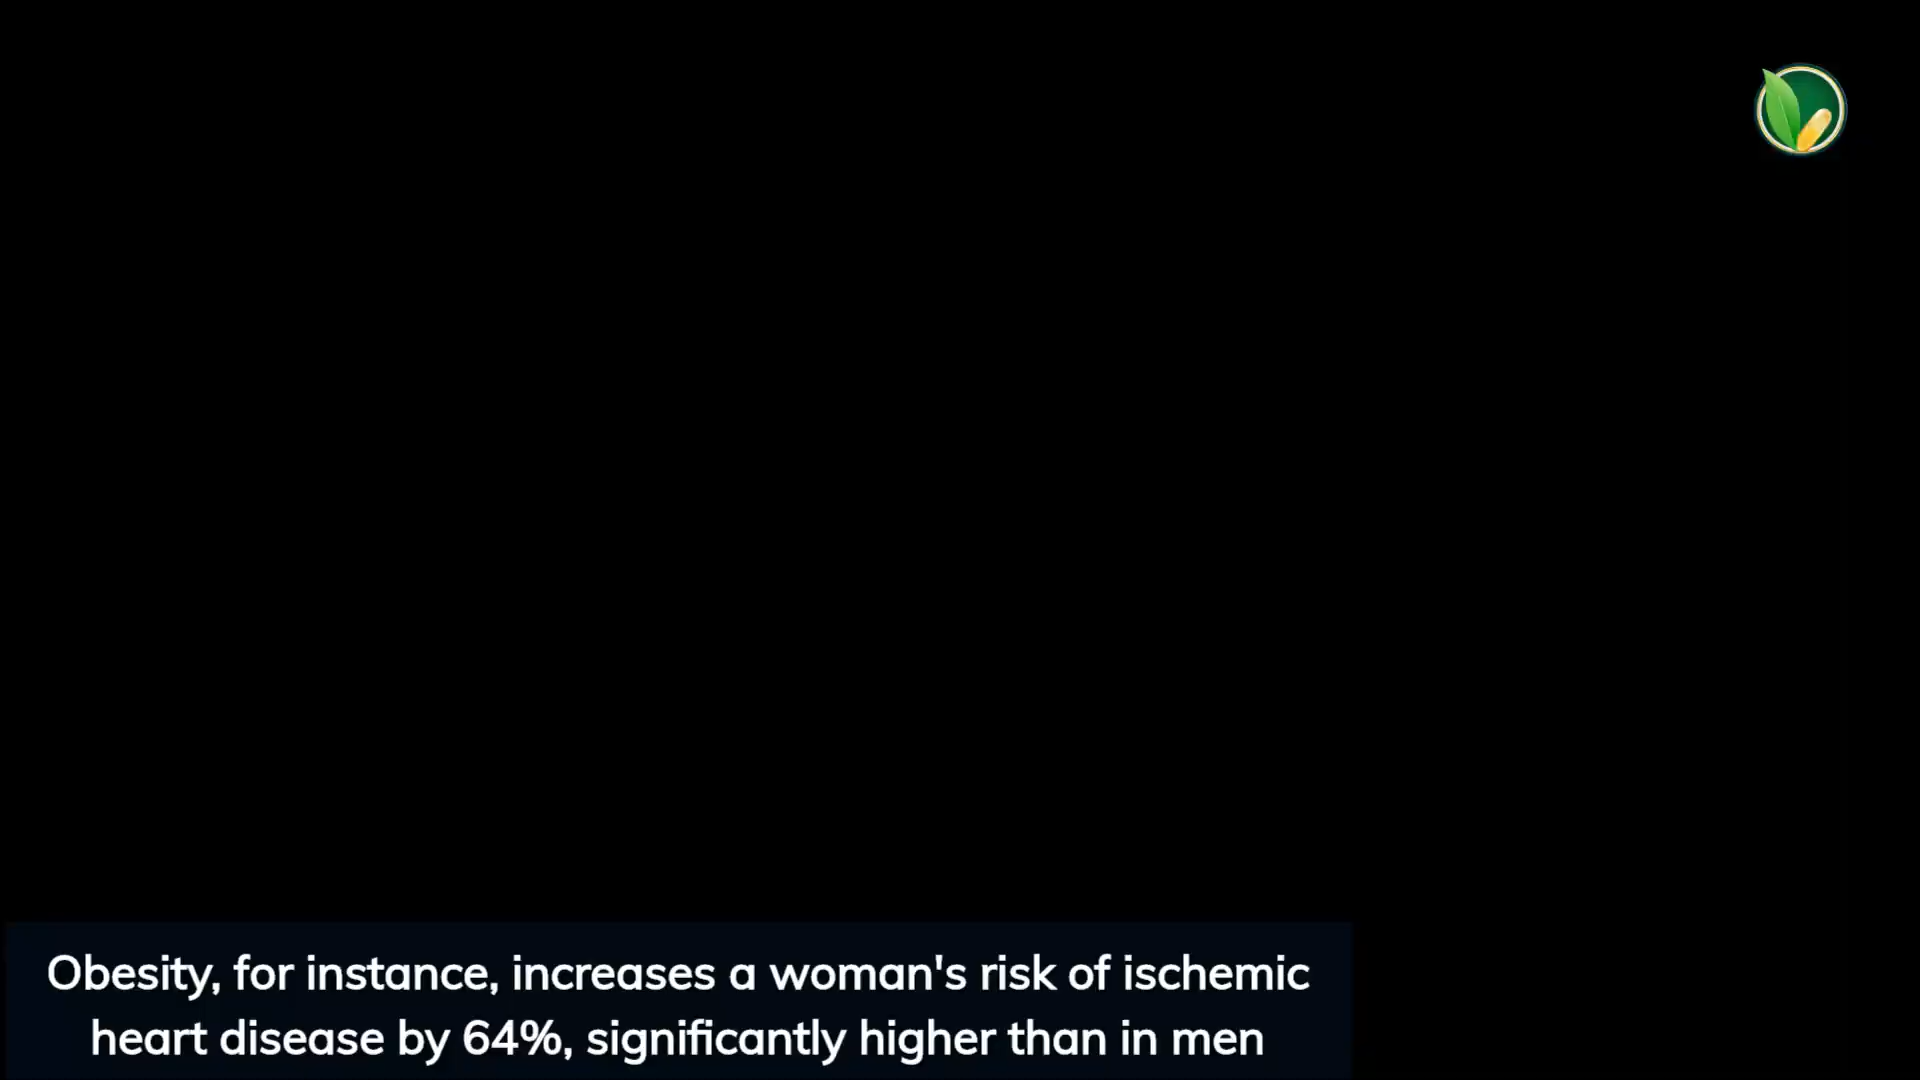 Obesity, for instance, increases a woman's risk of ischemic
heart disease by 64%, significantly higher than in men